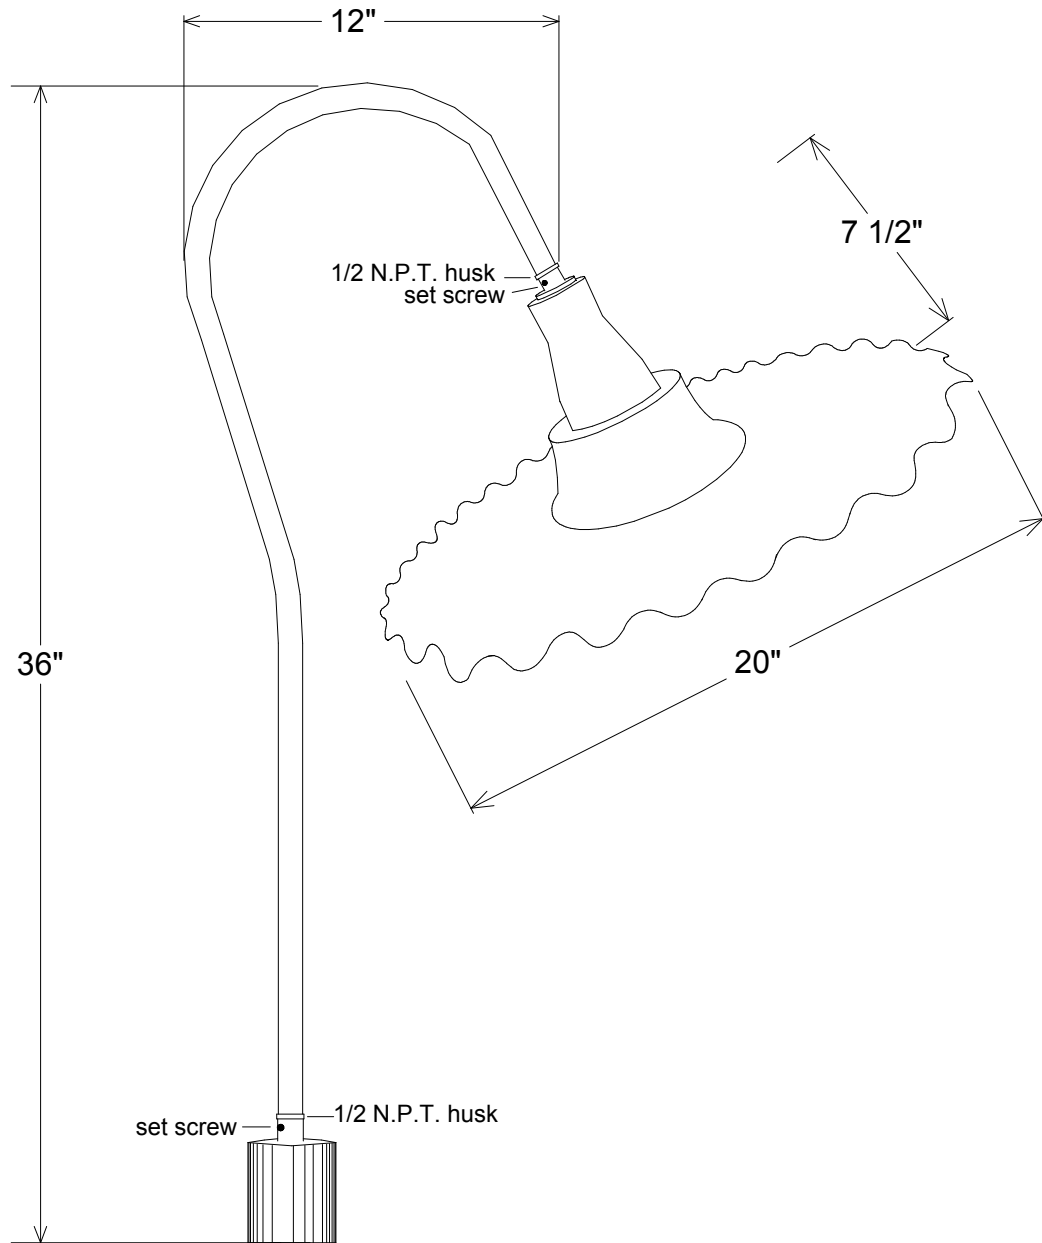 12"
7 1/2"
1/2 N.P.T. husk
set screw
36"
20"
1/2 N.P.T. husk
set screw